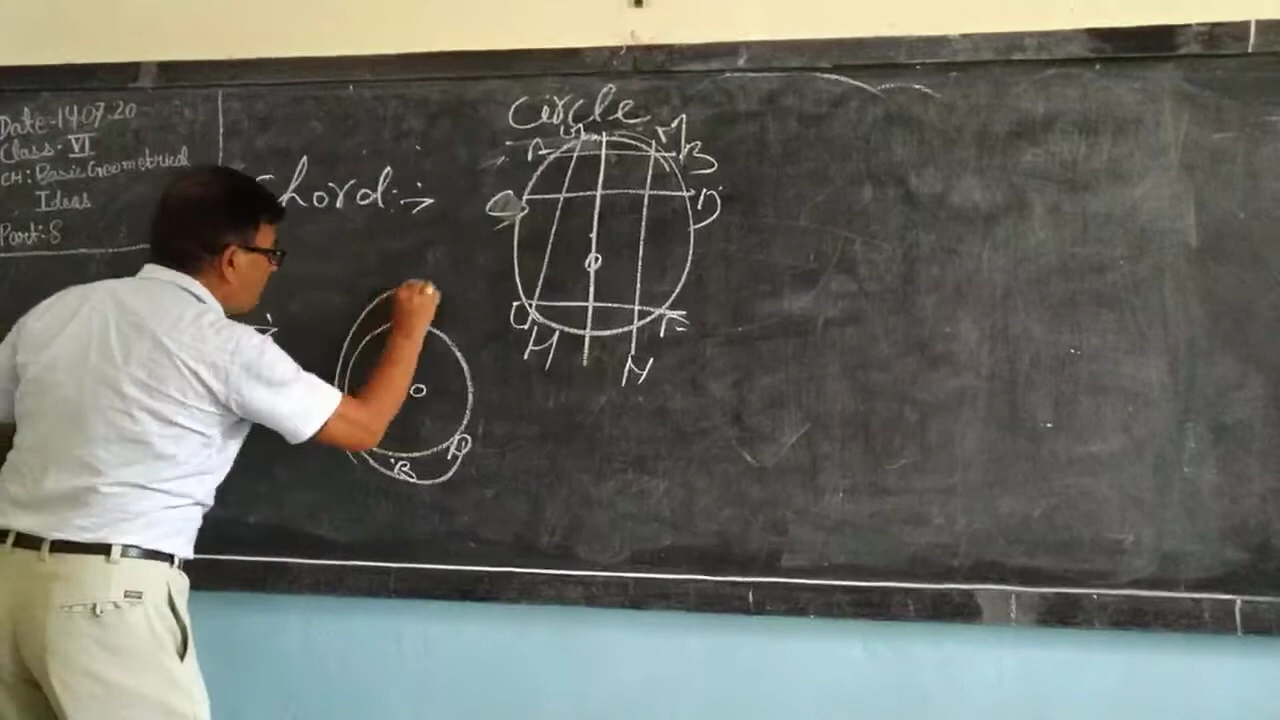 Date-14.07.20
Class-VI
CH: Basic Geometrical
Ideas
Part:-8
Circle
Chord:→
A
B
D
O
M
O
B